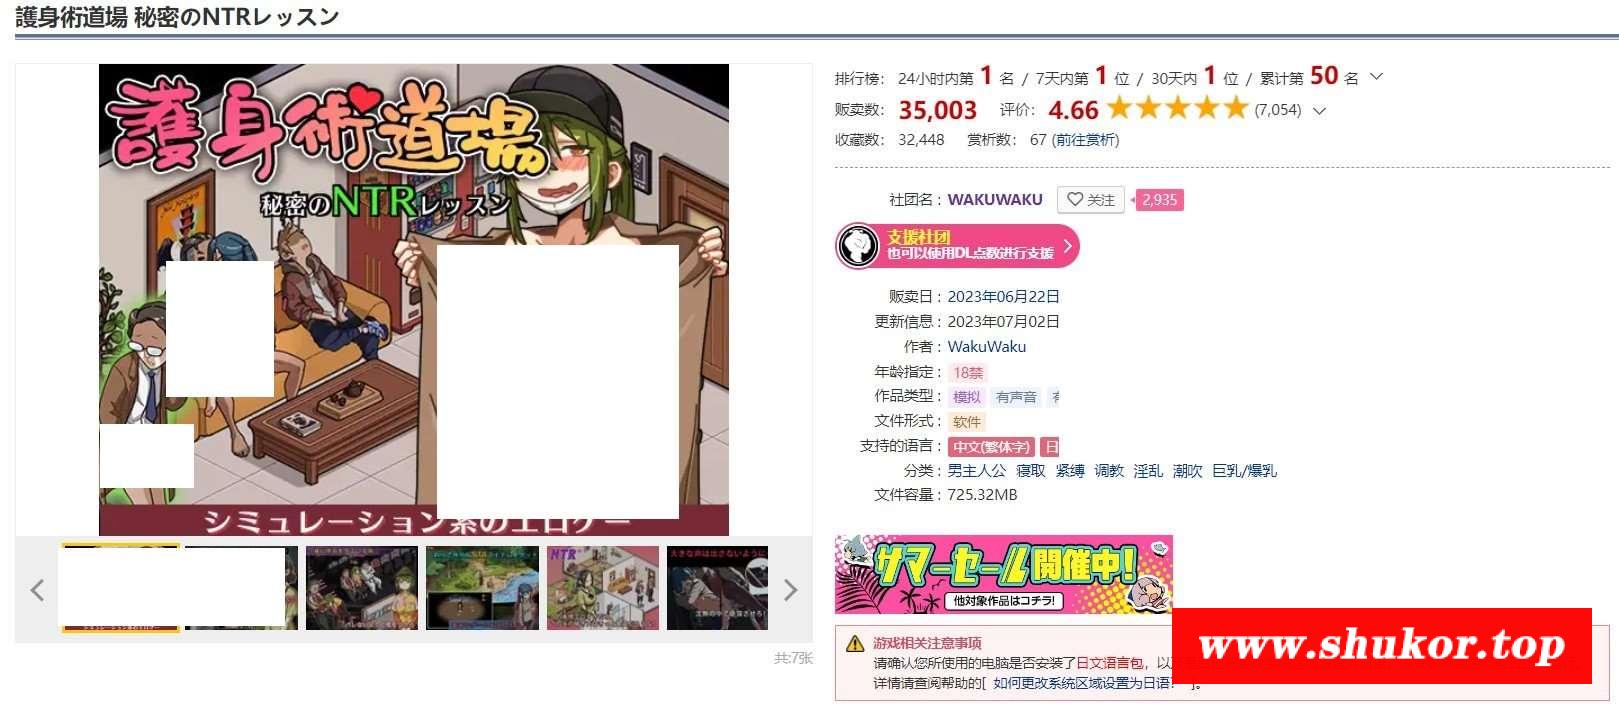 護身術道場 秘密のNTRレッスン
護身術道場
秘密のNTRレッスン
シミュレーション系のエロゲー
NTR
大きな声は出さないように
共:7张
排行榜: 24小时内第 1 名 / 7天内第 1 位 / 30天内 1 位 / 累计第 50 名
贩卖数: 35,003 评价: 4.66 ★★★★★ (7,054)
收藏数: 32,448 赏析数: 67 (前往赏析)
社团名 : WAKUWAKU ♡ 关注 2,935
支援社团
也可以使用DL点数进行支援
贩卖日 : 2023年06月22日
更新信息 : 2023年07月02日
作者 : WakuWaku
年龄指定 : 18禁
作品类型 : 模拟 有声音
文件形式 : 软件
支持的语言 : 中文(繁体字) 日
分类 : 男主人公 寝取 紧缚 调教 淫乱 潮吹 巨乳/爆乳
文件容量 : 725.32MB
サマーセール開催中!
他対象作品はコチラ!
游戏相关注意事项
请确认您所使用的电脑是否安装了日文语言包，以
详情请查阅帮助的[ 如何更改系统区域设置为日语? ]。
www.shukor.top